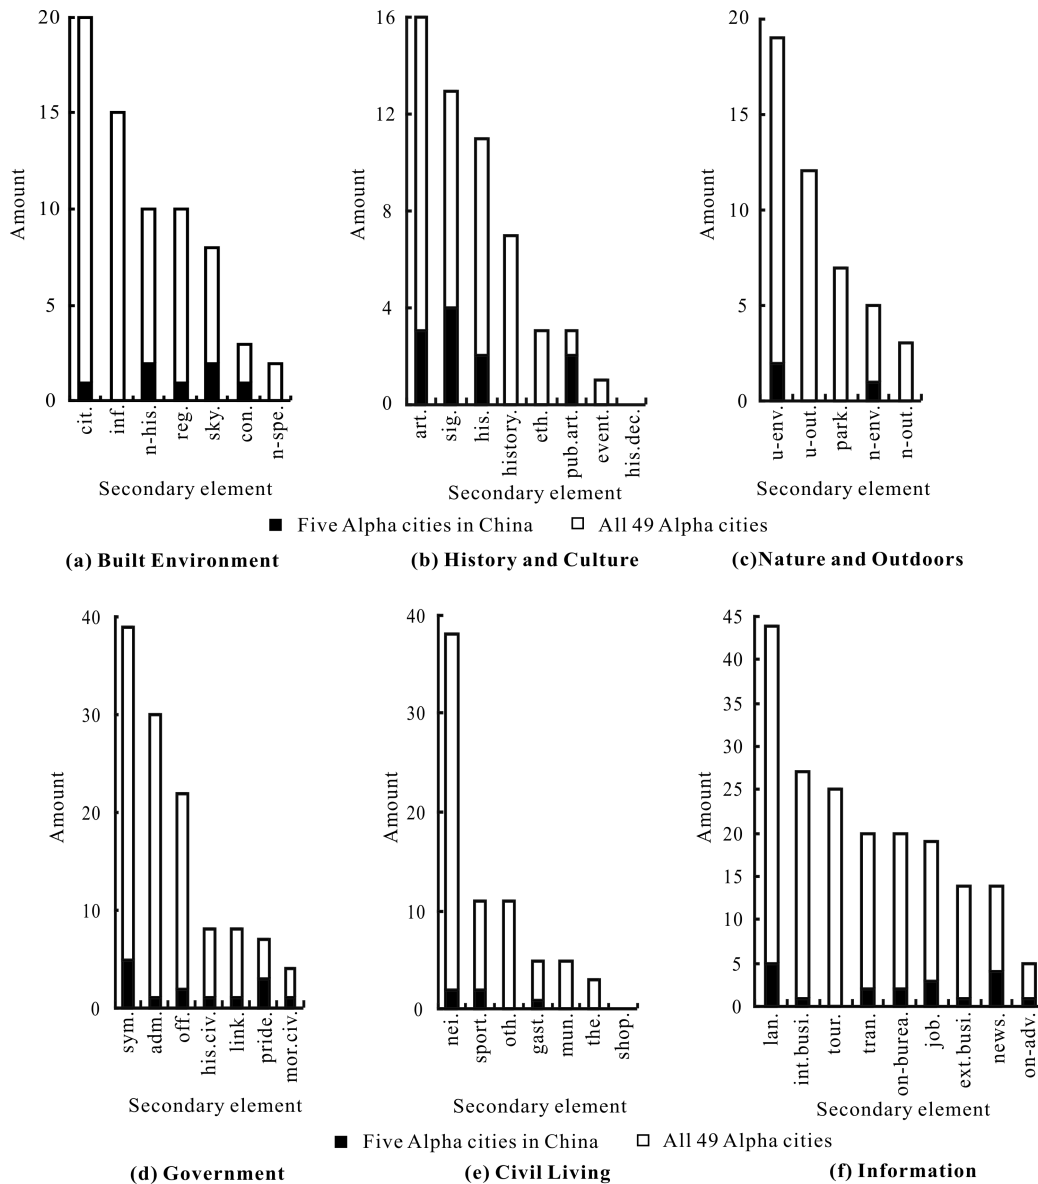 20
15
10
5
0
Amount
cit.
inf.
n-his.
reg.
sky.
con.
n-spe.
Secondary element
16
12
8
4
0
Amount
art.
sig.
his.
history.
eth.
pub.art.
event.
his.dec.
Secondary element
20
15
10
5
0
Amount
u-env.
u-out.
park.
n-env.
n-out.
Secondary element
Five Alpha cities in China
All 49 Alpha cities
(a) Built Environment
(b) History and Culture
(c)Nature and Outdoors
40
30
20
10
0
Amount
sym.
adm.
off.
his.civ.
link.
pride.
mor.civ.
Secondary element
40
30
20
10
0
Amount
nei.
sport.
oth.
gast.
mun.
the.
shop.
Secondary element
45
40
35
30
25
20
15
10
5
0
Amount
lan.
int.busi.
tour.
tran.
on-burea.
job.
ext.busi.
news.
on-adv.
Secondary element
Five Alpha cities in China
All 49 Alpha cities
(d) Government
(e) Civil Living
(f) Information